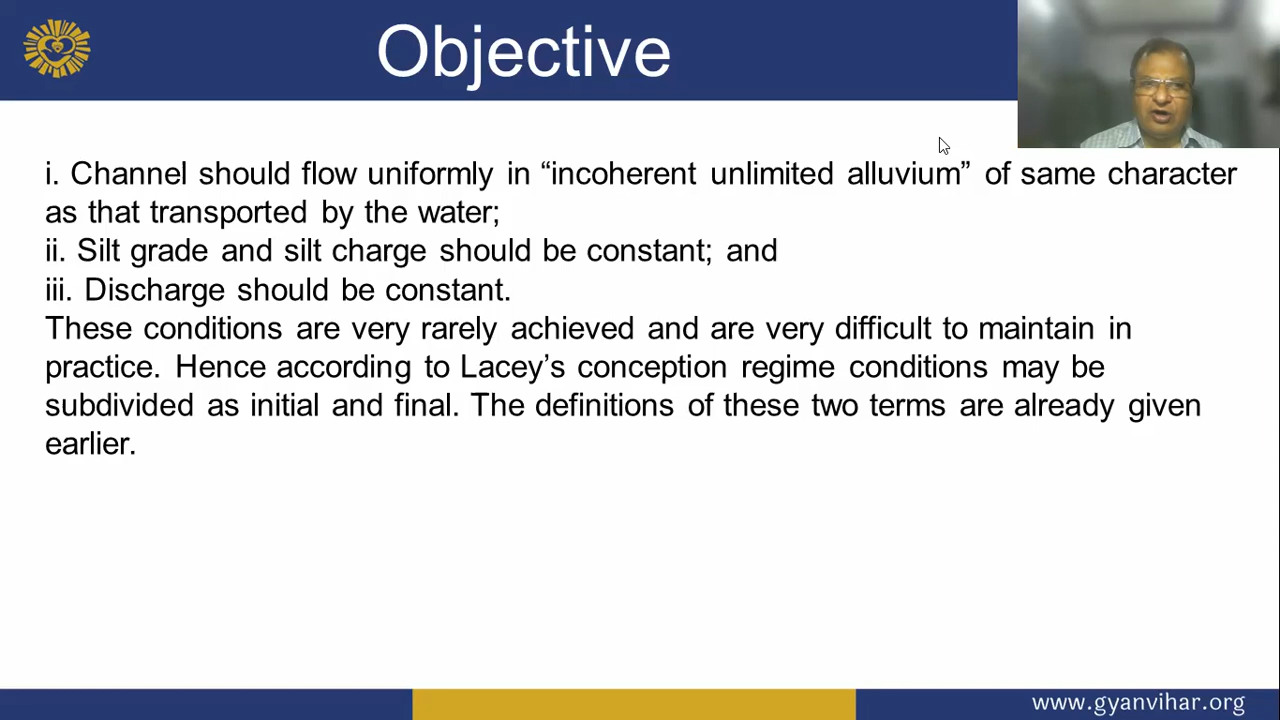 Objective
i. Channel should flow uniformly in “incoherent unlimited alluvium” of same character
as that transported by the water;
ii. Silt grade and silt charge should be constant; and
iii. Discharge should be constant.
These conditions are very rarely achieved and are very difficult to maintain in
practice. Hence according to Lacey’s conception regime conditions may be
subdivided as initial and final. The definitions of these two terms are already given
earlier.
www.gyanvihar.org